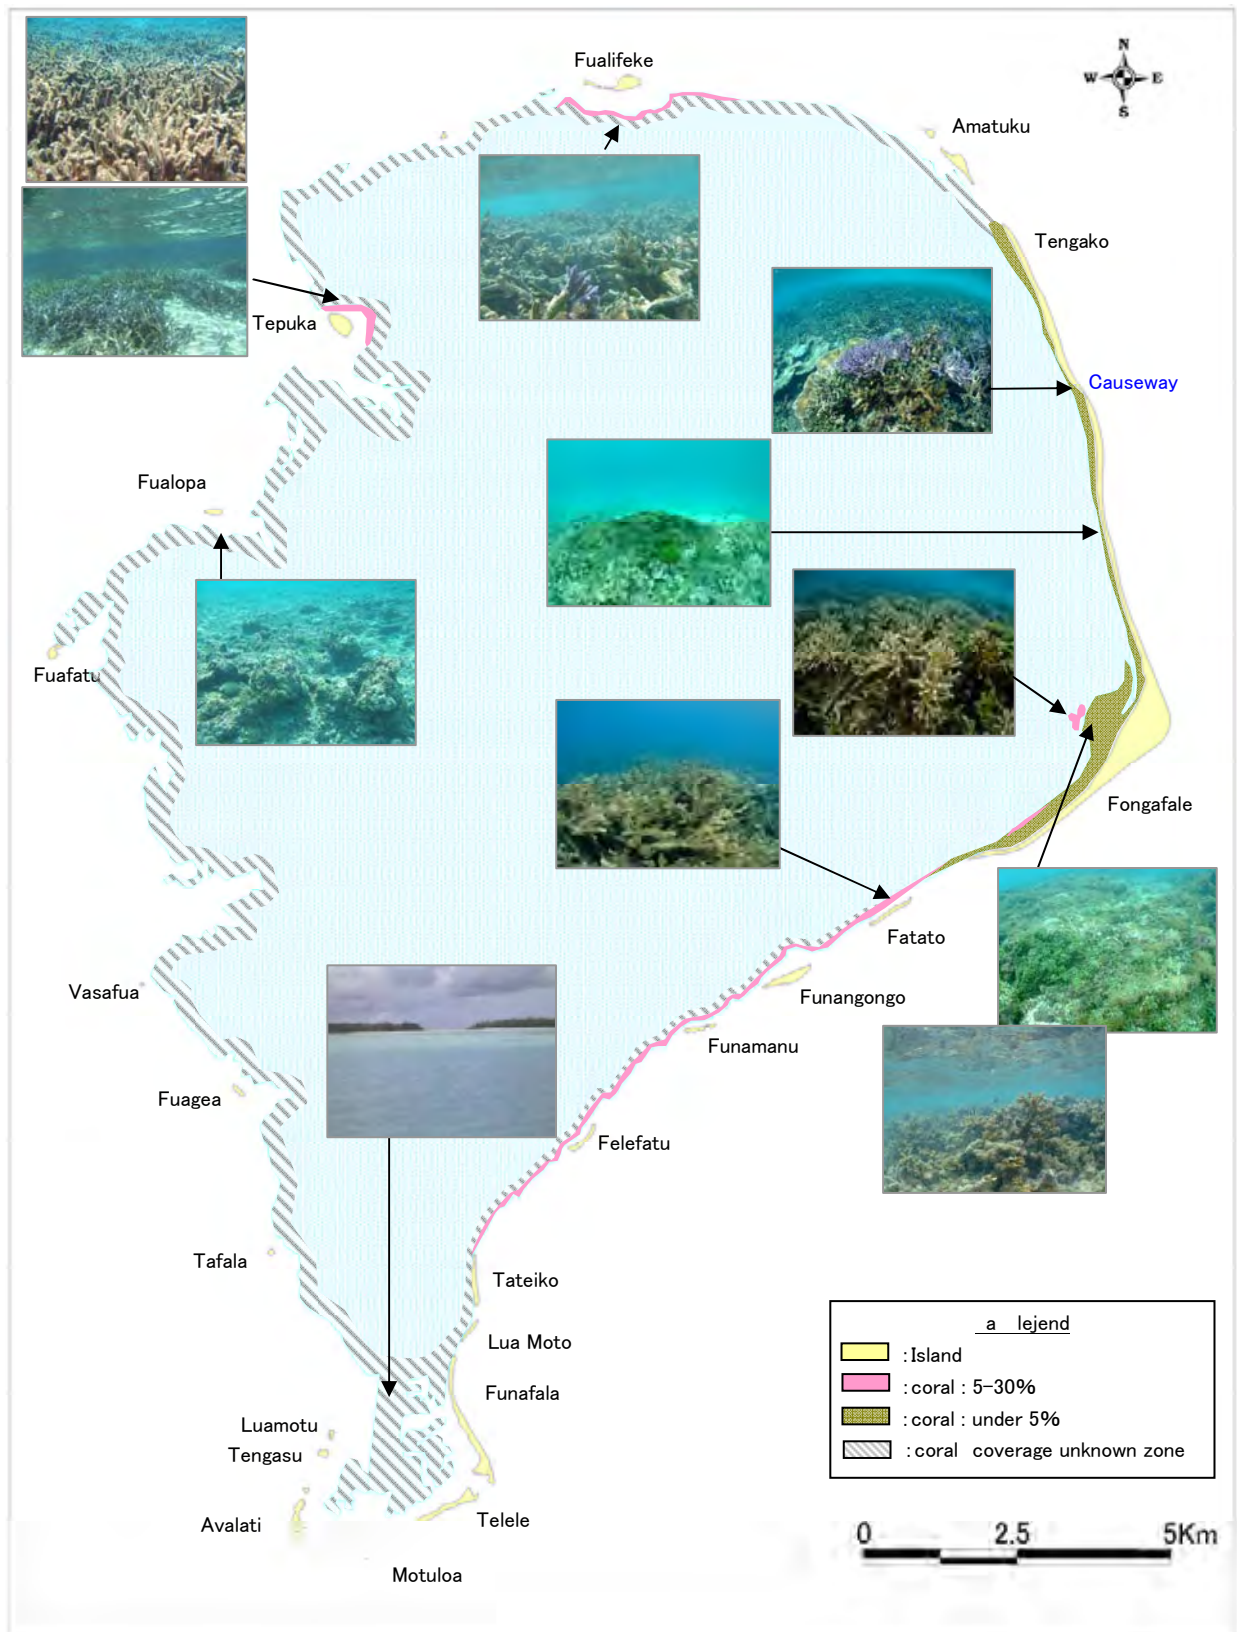 Fualifeke
N
W E
S
Amatuku
Tengako
Tepuka
Causeway
Fualopa
Fuafatu
Fongafale
Fatato
Vasafua
Funangongo
Funamanu
Fuagea
Felefatu
Tafala
Tateiko
Lua Moto
Funafala
Luamotu
Tengasu
Avalati
Telele
Motuloa
a lejend
:Island
:coral : 5-30%
:coral : under 5%
:coral coverage unknown zone
0 2.5 5Km